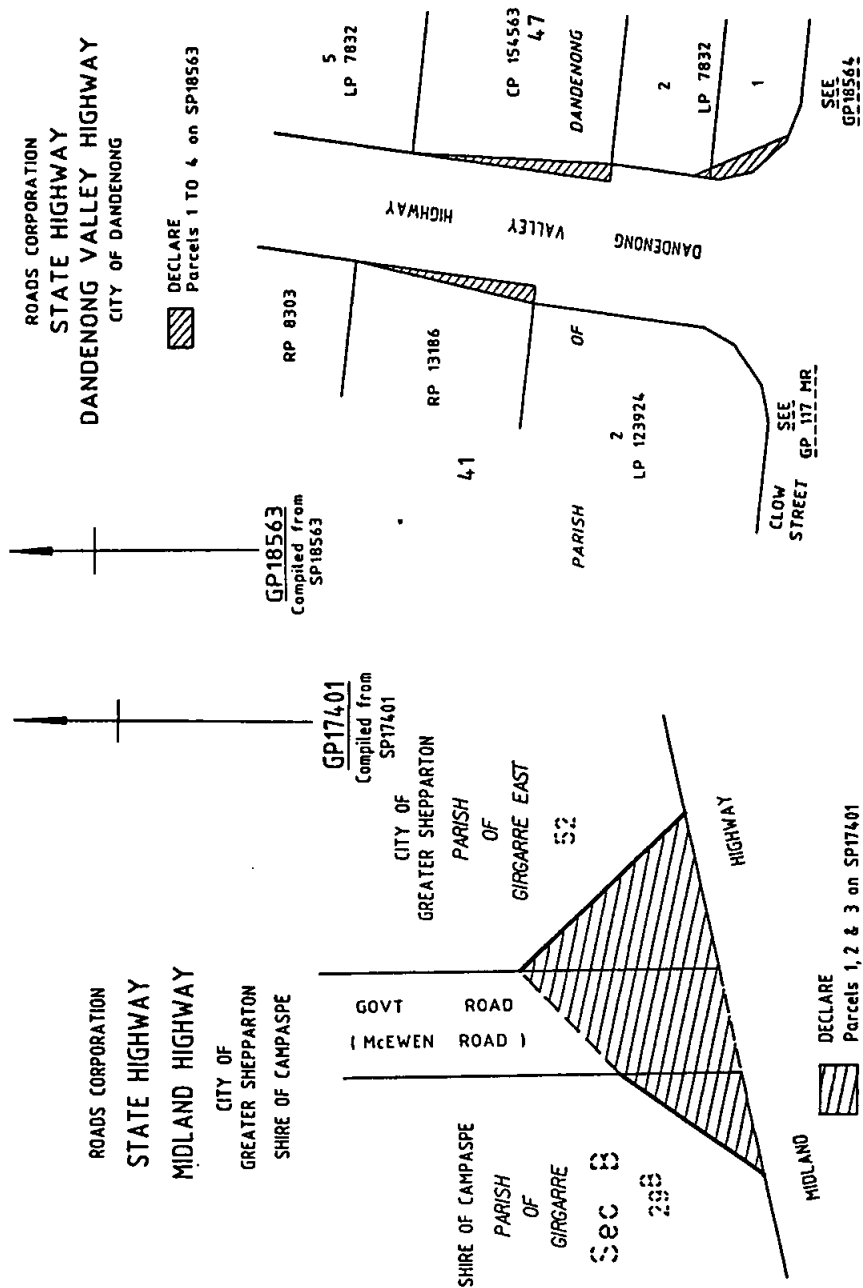 ROADS CORPORATION
STATE HIGHWAY
MIDLAND HIGHWAY
CITY OF
GREATER SHEPPARTON
SHIRE OF CAMPASPE
GP17401
Compiled from
SP17401
CITY OF
GREATER SHEPPARTON
PARISH
OF
GIRGARRE EAST
52
GOVT ROAD
( McEWEN ROAD )
SHIRE OF CAMPASPE
PARISH
OF
GIRGARRE
Sec B
29B
MIDLAND
HIGHWAY
DECLARE
Parcels 1, 2 & 3 on SP17401
ROADS CORPORATION
STATE HIGHWAY
DANDENONG VALLEY HIGHWAY
CITY OF DANDENONG
DECLARE
Parcels 1 TO 4 on SP18563
GP18563
Compiled from
SP18563
RP 8303
RP 13186
41
2
LP 123924
PARISH
OF
DANDENONG
DANDENONG
VALLEY
HIGHWAY
5
LP 7832
CP 154563
47
2
LP 7832
1
SEE
GP18564
CLOW
STREET
SEE
GP 117 MR